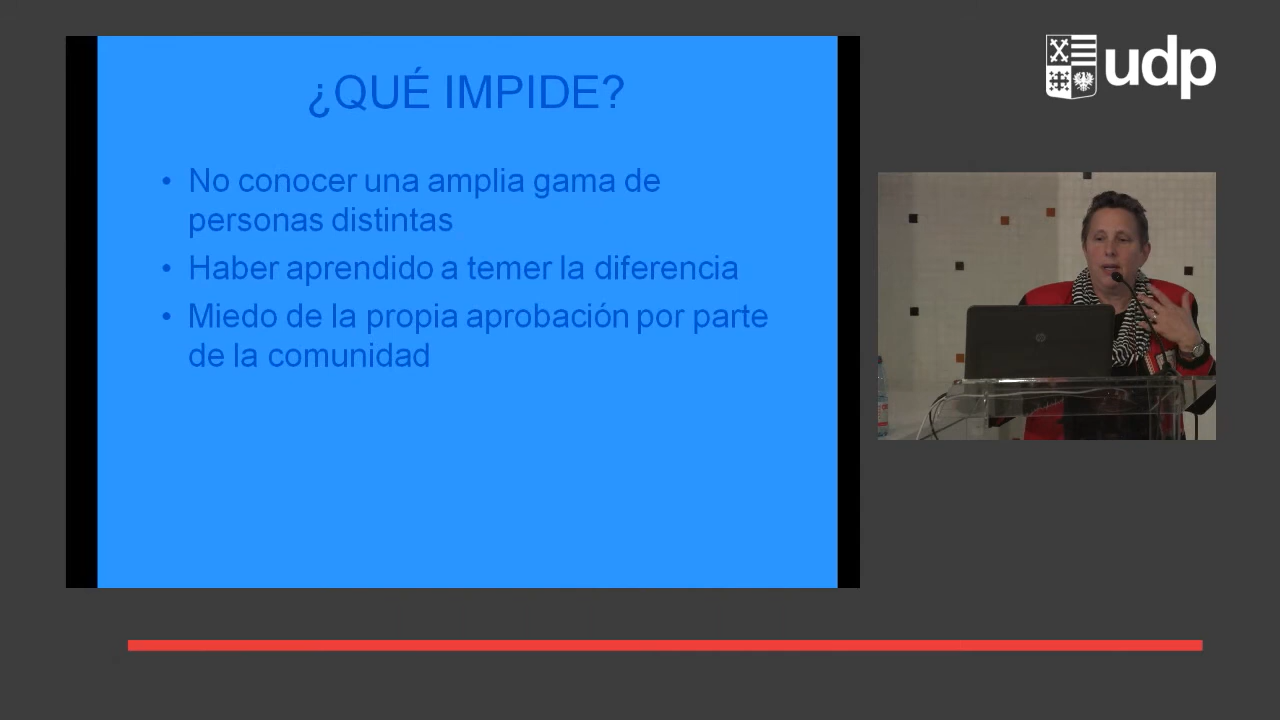 ¿QUÉ IMPIDE?
udp
• No conocer una amplia gama de
personas distintas
• Haber aprendido a temer la diferencia
• Miedo de la propia aprobación por parte
de la comunidad